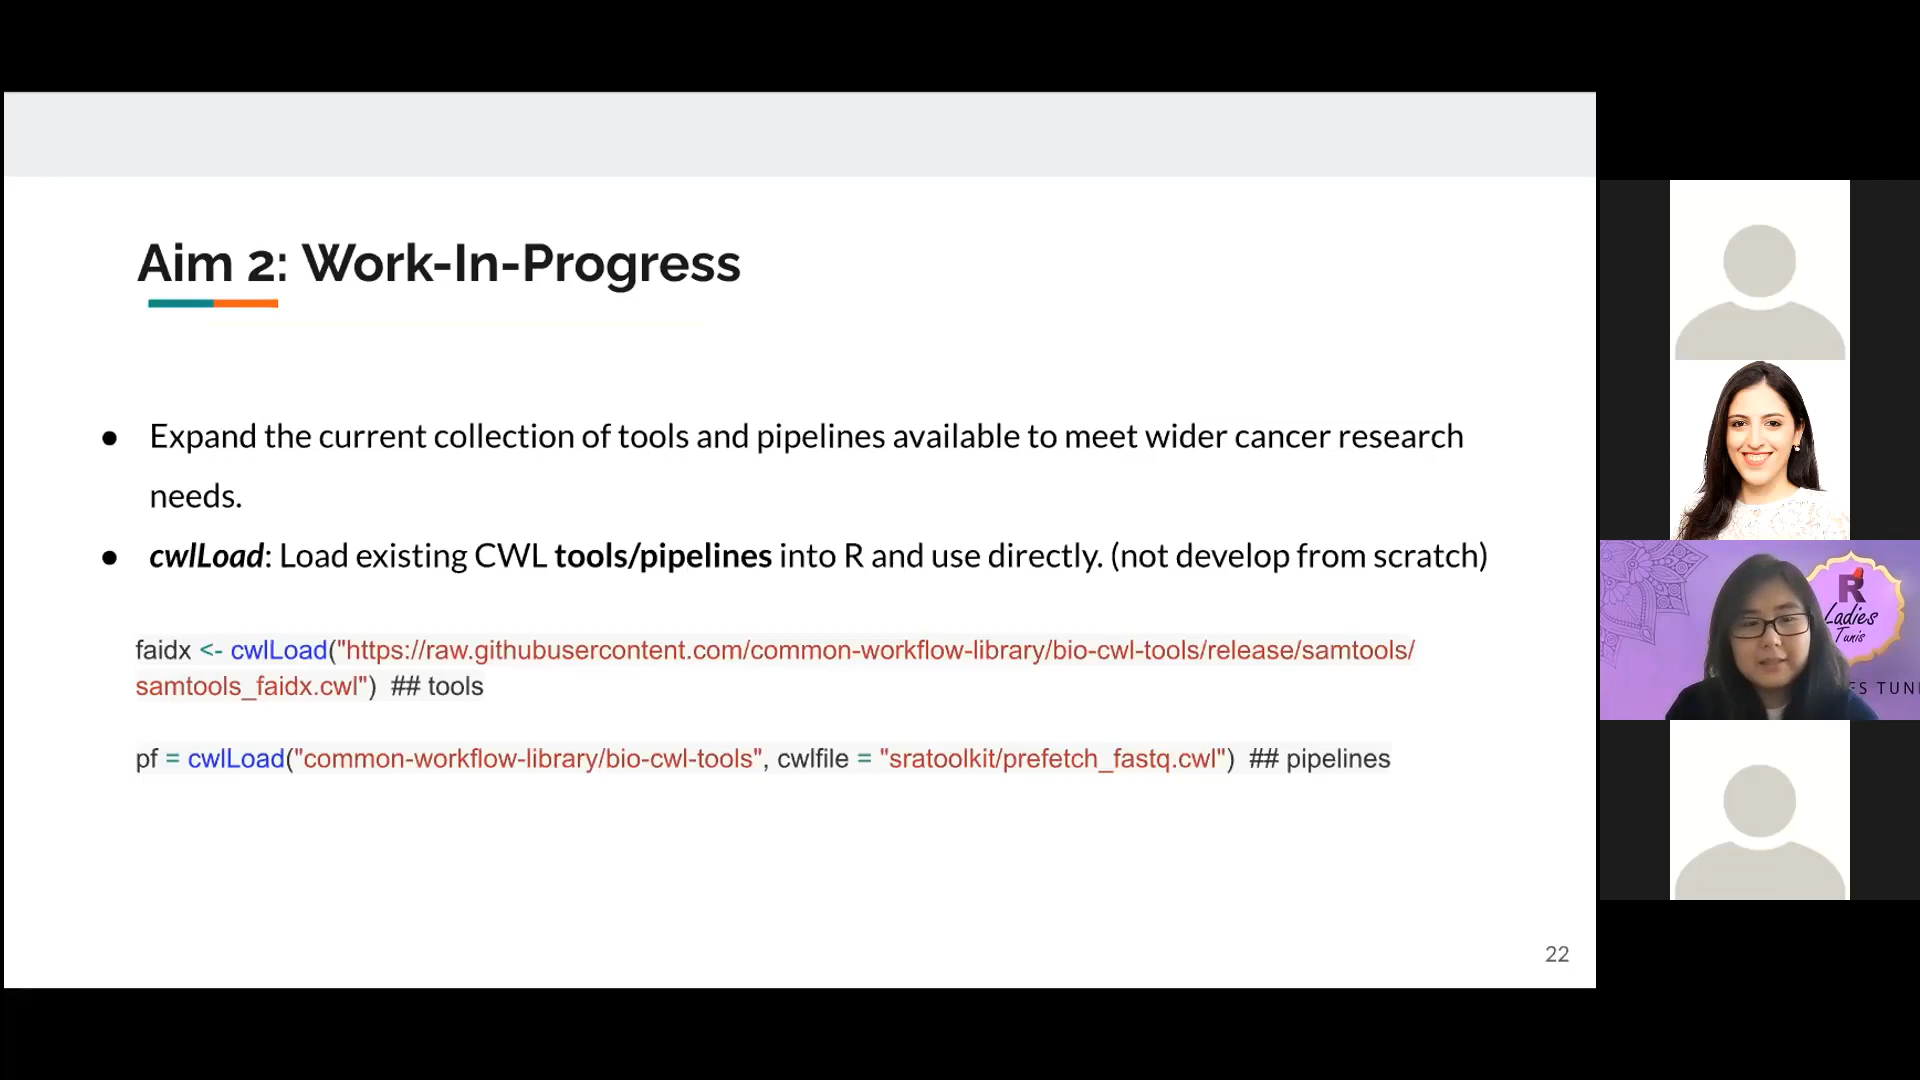 Aim 2: Work-In-Progress
● Expand the current collection of tools and pipelines available to meet wider cancer research
needs.
● cwlLoad: Load existing CWL tools/pipelines into R and use directly. (not develop from scratch)
faidx <- cwlLoad("https://raw.githubusercontent.com/common-workflow-library/bio-cwl-tools/release/samtools/
samtools_faidx.cwl")  ## tools
pf = cwlLoad("common-workflow-library/bio-cwl-tools", cwlfile = "sratoolkit/prefetch_fastq.cwl")  ## pipelines
22
R
Ladies
Tunis
ES TUNI